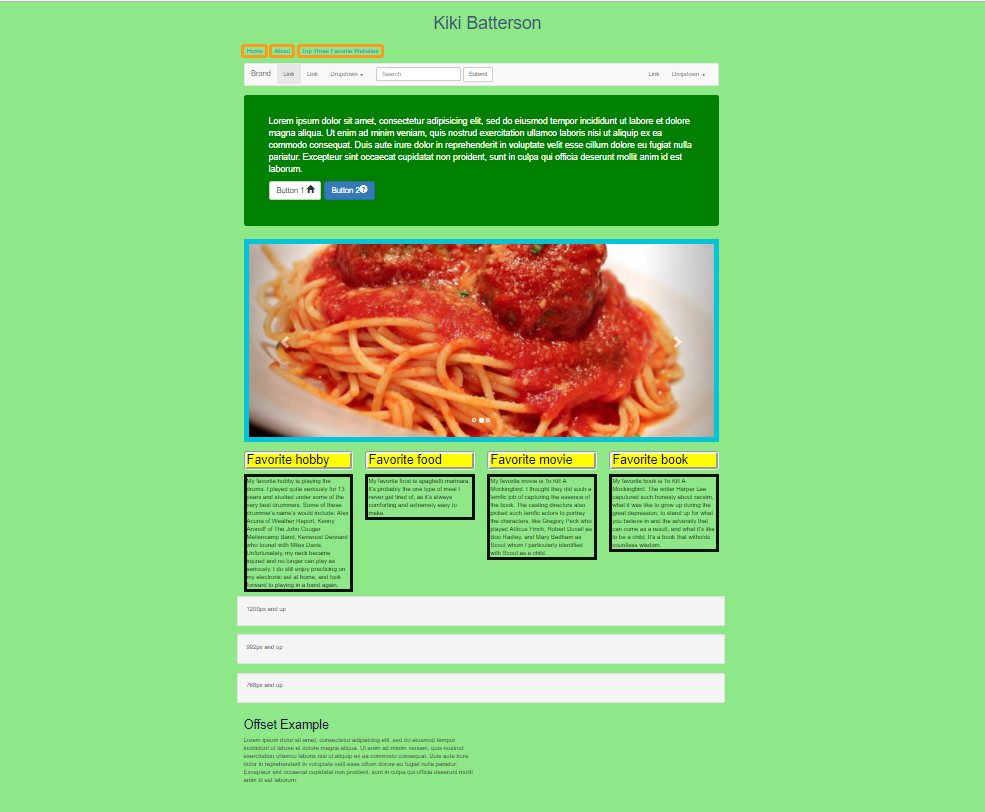 Kiki Batterson
Home About Top Three Favorite Websites
Brand Link Link Dropdown Search Submit Link Dropdown
Lorem ipsum dolor sit amet, consectetur adipisicing elit, sed do eiusmod tempor incididunt ut labore et dolore
magna aliqua. Ut enim ad minim veniam, quis nostrud exercitation ullamco laboris nisi ut aliquip ex ea
commodo consequat. Duis aute irure dolor in reprehenderit in voluptate velit esse cillum dolore eu fugiat nulla
pariatur. Excepteur sint occaecat cupidatat non proident, sunt in culpa qui officia deserunt mollit anim id est
laborum.
Button 1 Button 2
Favorite hobby
My favorite hobby is playing the
drums. I played quite seriously for 13
years and studied under some of the
very best drummers. Some of these
drummer's name's would include: Alex
Acuna of Weather Report, Kenny
Aronoff of The John Cougar
Mellencamp Band, Kenwood Dennard
who toured with Miles Davis.
Unfortunately, my neck became
injured and no longer can play as
seriously. I do still enjoy practicing on
my electronic set at home, and look
forward to playing in a band again.
Favorite food
My favorite food is spaghetti marinara.
It's probably the one type of meal I
never get tired of, as it's always
comforting and extremely easy to
make.
Favorite movie
My favorite movie is To Kill A
Mockingbird. I thought they did such a
terrific job of capturing the essence of
the book. The casting directors also
picked such terrific actors to portray
the characters, like Gregory Peck who
played Atticus Finch, Robert Duvall as
Boo Radley, and Mary Badham as
Scout whom I particularly identified
with Scout as a child.
Favorite book
My favorite book is To Kill A
Mockingbird. The writer Harper Lee
caputured such honesty about racsim,
what it was like to grow up during the
great depression, to stand up for what
you believe in and the adversity that
can come as a result, and what it's like
to be a child. It's a book that witholds
countless wisdom.
1200px and up
992px and up
768px and up
Offset Example
Lorem ipsum dolor sit amet, consectetur adipisicing elit, sed do eiusmod tempor
incididunt ut labore et dolore magna aliqua. Ut enim ad minim veniam, quis nostrud
exercitation ullamco laboris nisi ut aliquip ex ea commodo consequat. Duis aute irure
dolor in reprehenderit in voluptate velit esse cillum dolore eu fugiat nulla pariatur.
Excepteur sint occaecat cupidatat non proident, sunt in culpa qui officia deserunt mollit
anim id est laborum.